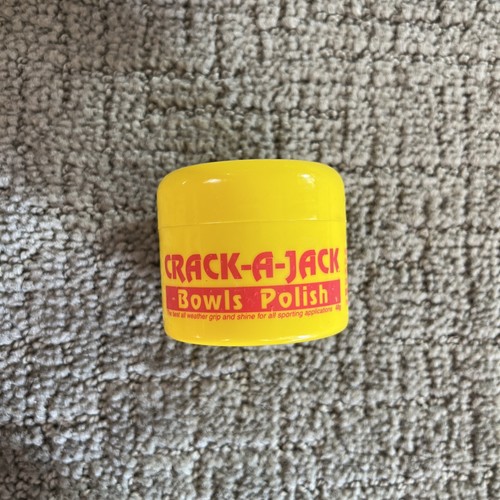 CRACK-A-JACK
Bowls Polish
The best all weather grip and shine for all sporting applications